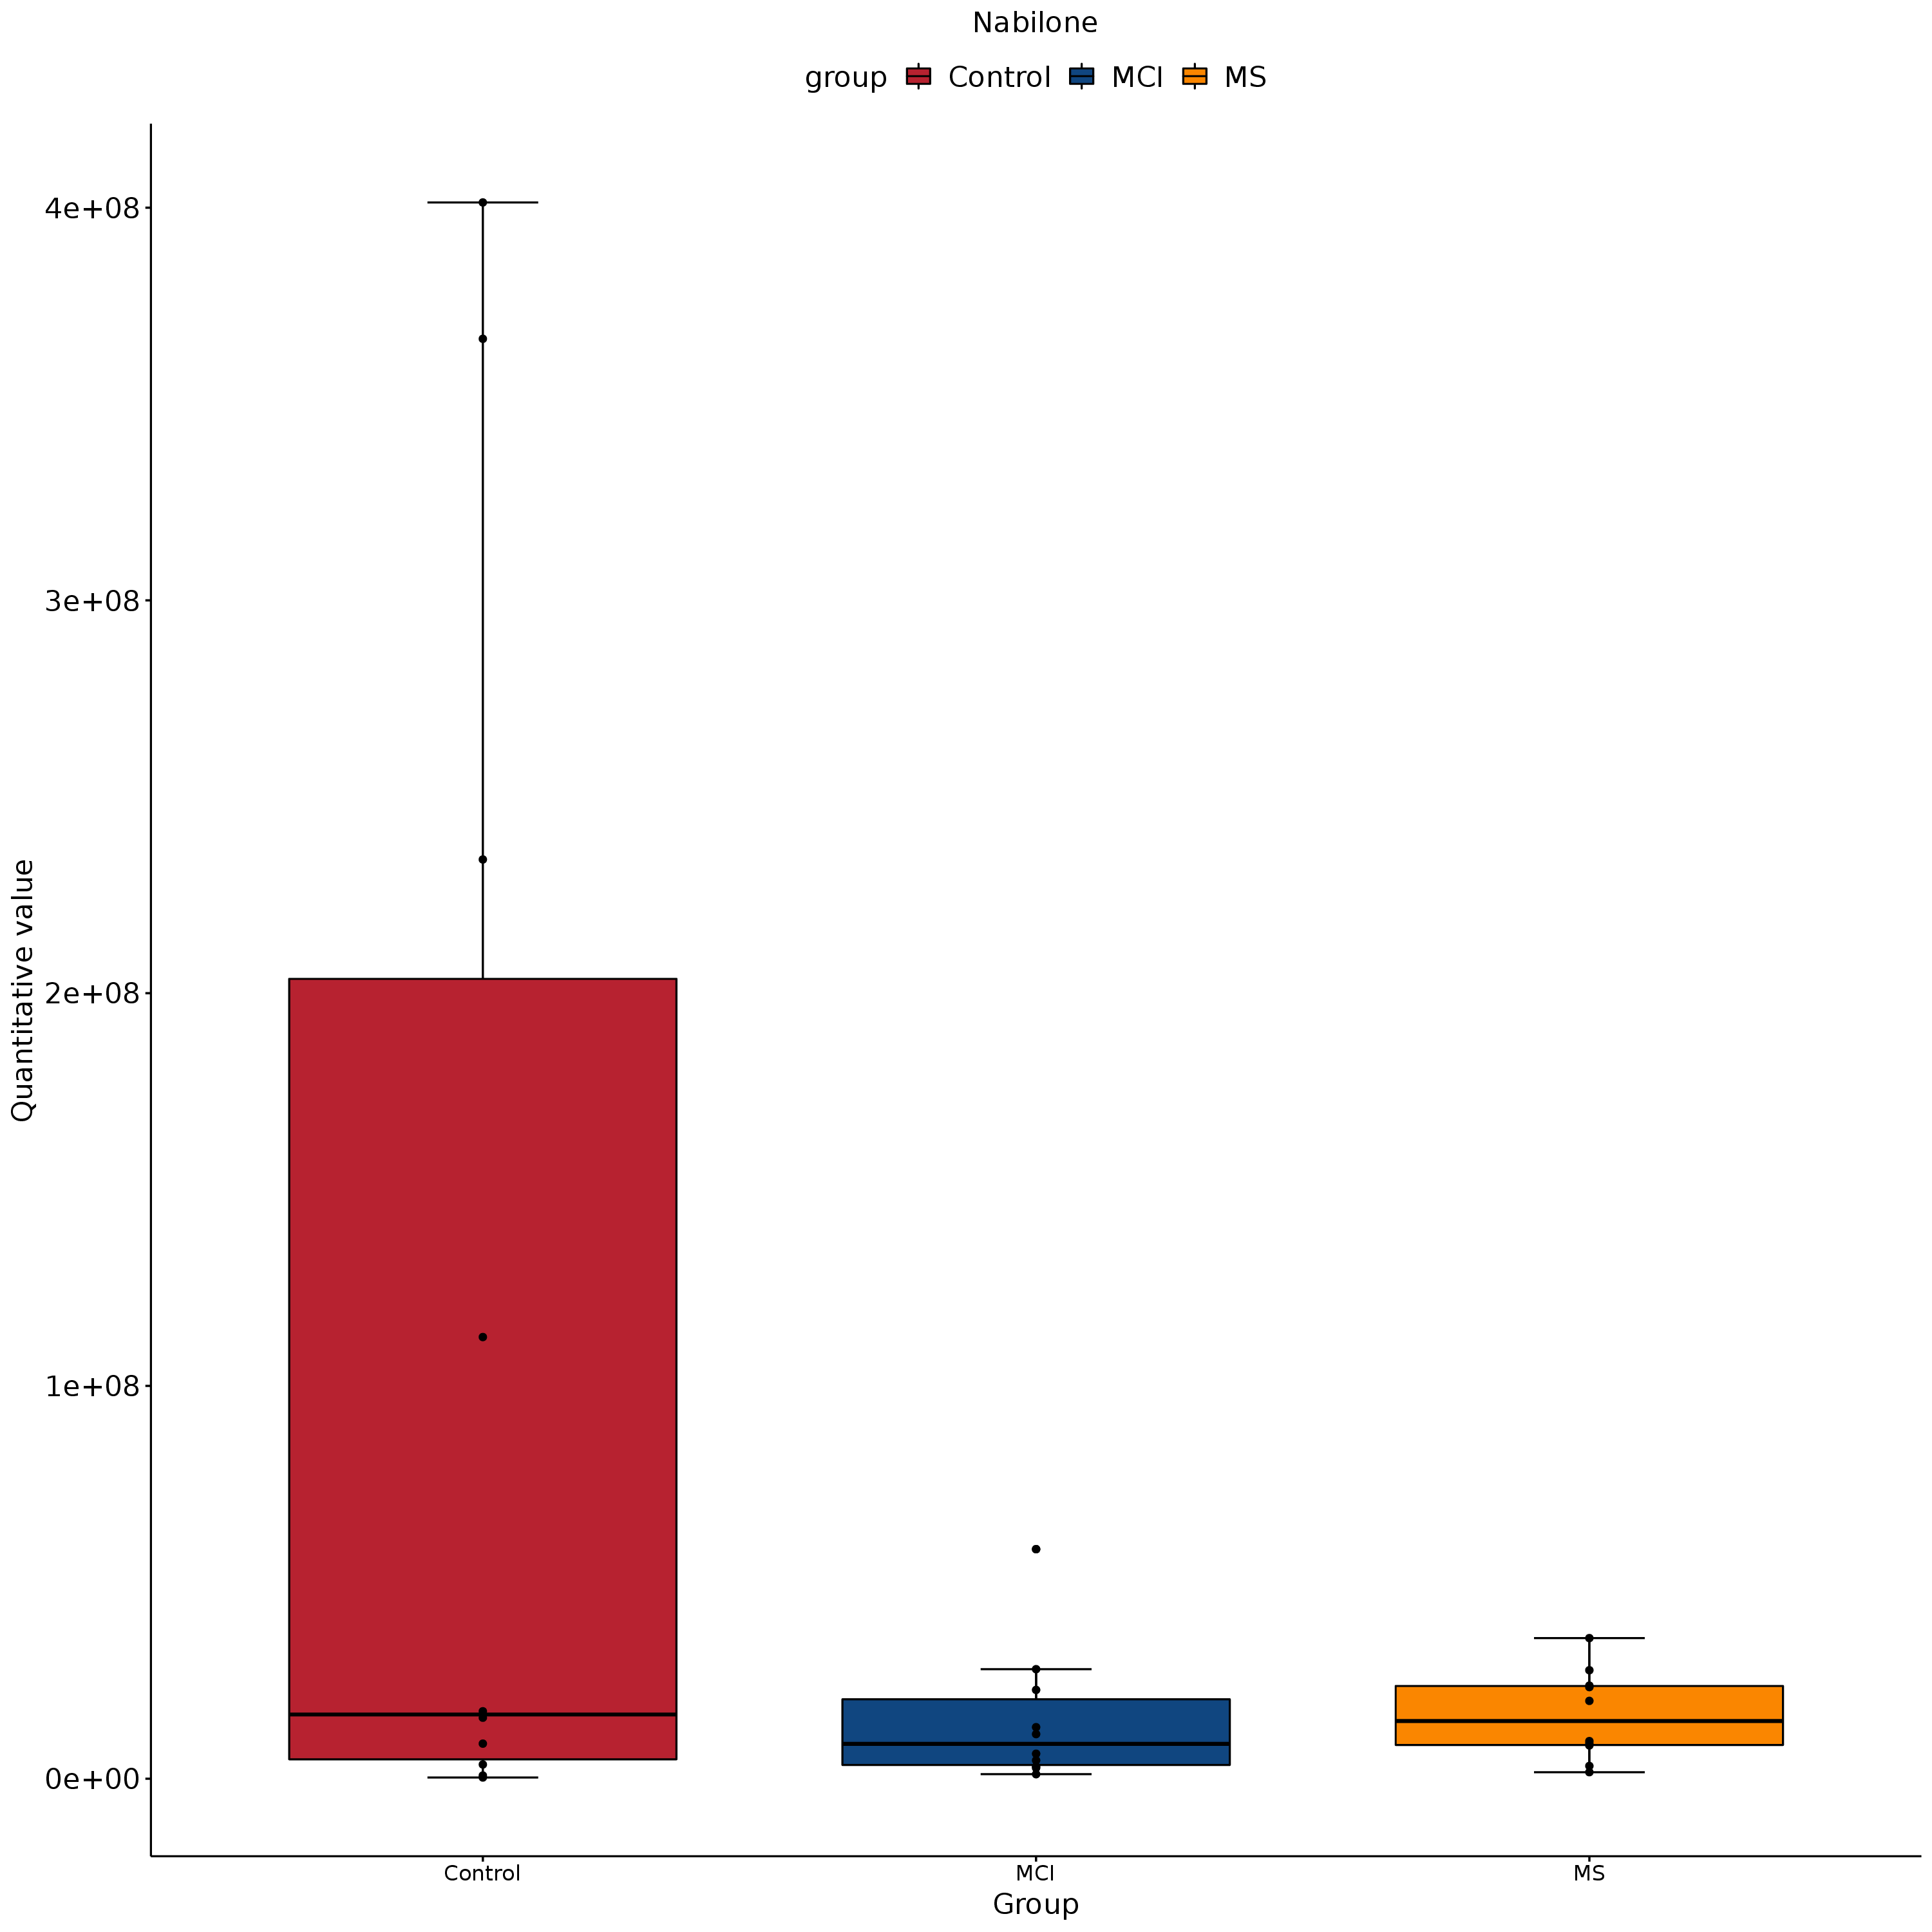 Nabilone
group Control MCI MS
Quantitative value
4e+08
3e+08
2e+08
1e+08
0e+00
Control MCI MS
Group